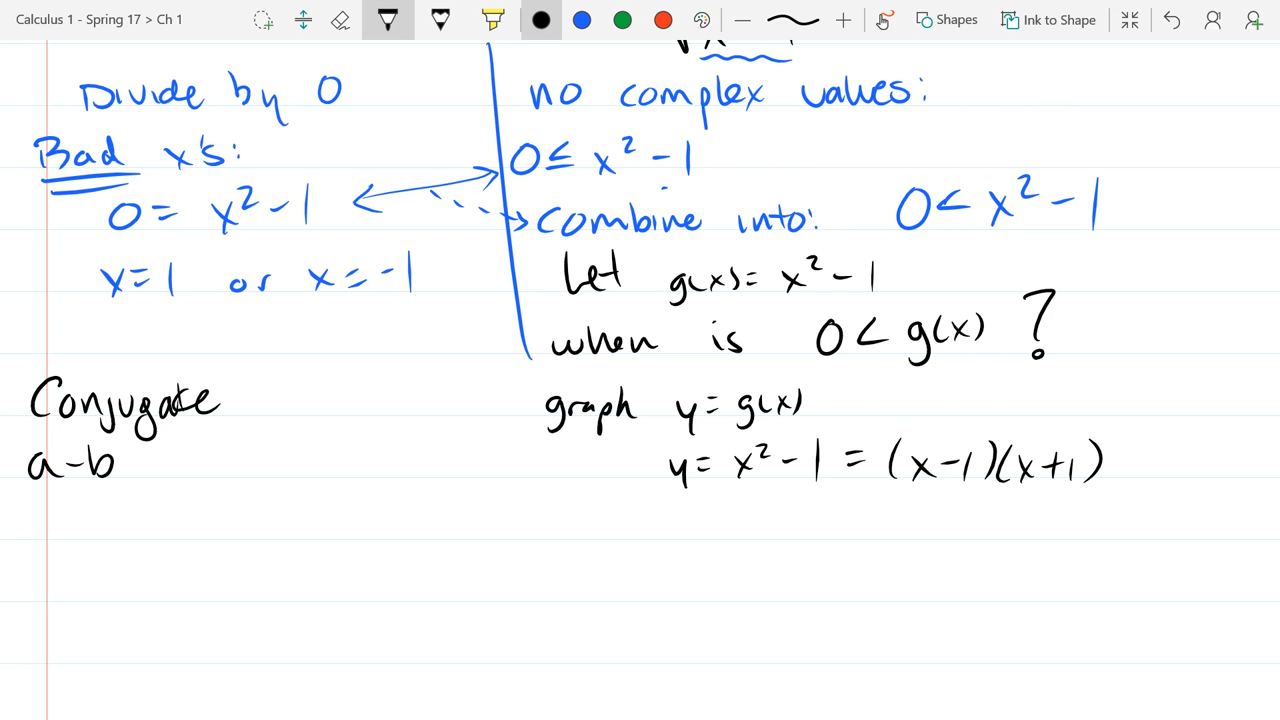 Calculus 1 - Spring 17 > Ch 1
Shapes
Ink to Shape
Divide by 0
Bad x's:
0 = x² - 1
x = 1 or x = -1
no complex values:
0 ≤ x² - 1
Combine into: 0 < x² - 1
Let g(x) = x² - 1
when is 0 < g(x) ?
graph y = g(x)
y = x² - 1 = (x-1)(x+1)
Conjugate
a-b